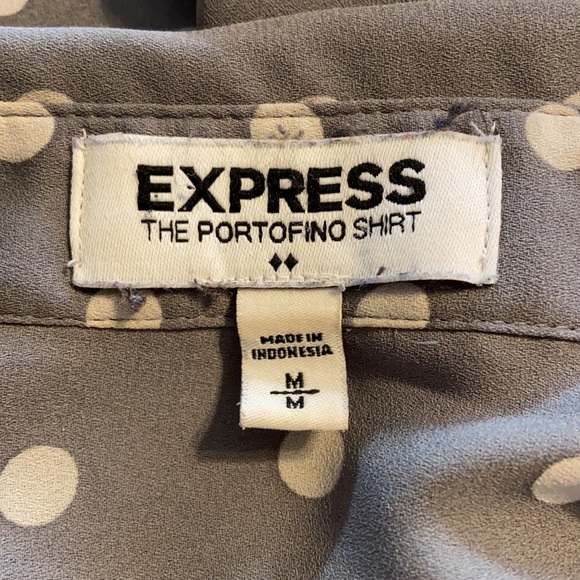 EXPRESS
THE PORTOFINO SHIRT
MADE IN
INDONESIA
M
M